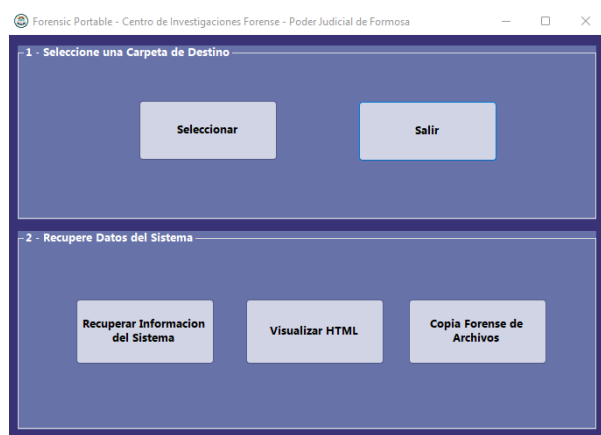 Forensic Portable - Centro de Investigaciones Forense - Poder Judicial de Formosa
1 - Seleccione una Carpeta de Destino
Seleccionar
Salir
2 - Recupere Datos del Sistema
Recuperar Informacion
del Sistema
Visualizar HTML
Copia Forense de
Archivos